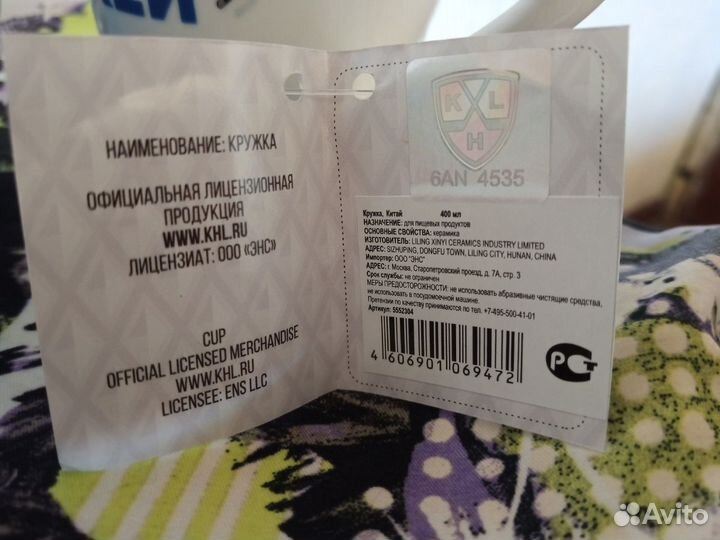 НАИМЕНОВАНИЕ: КРУЖКА
ОФИЦИАЛЬНАЯ ЛИЦЕНЗИОННАЯ
ПРОДУКЦИЯ
WWW.KHL.RU
ЛИЦЕНЗИАТ: ООО «ЭНС»
CUP
OFFICIAL LICENSED MERCHANDISE
WWW.KHL.RU
LICENSEE: ENS LLC
K L
H
6AN 4535
Кружка, Китай 400 мл
НАЗНАЧЕНИЕ: для пищевых продуктов
ОСНОВНЫЕ СВОЙСТВА: керамика
ИЗГОТОВИТЕЛЬ: LILING XINYI CERAMICS INDUSTRY LIMITED
АДРЕС: SIZHUPING, DONGFU TOWN, LILING CITY, HUNAN, CHINA
Импортер: ООО "ЭНС"
АДРЕС: г. Москва, Старопетровский проезд, д. 7А, стр. 3
Срок службы: не ограничен
МЕРЫ ПРЕДОСТОРОЖНОСТИ: не использовать абразивные чистящие средства,
не использовать в посудомоечной машине.
Претензии по качеству принимаются по тел. +7-495-500-41-01
Артикул: 5552304
4 606901 069472
РСТ
Avito